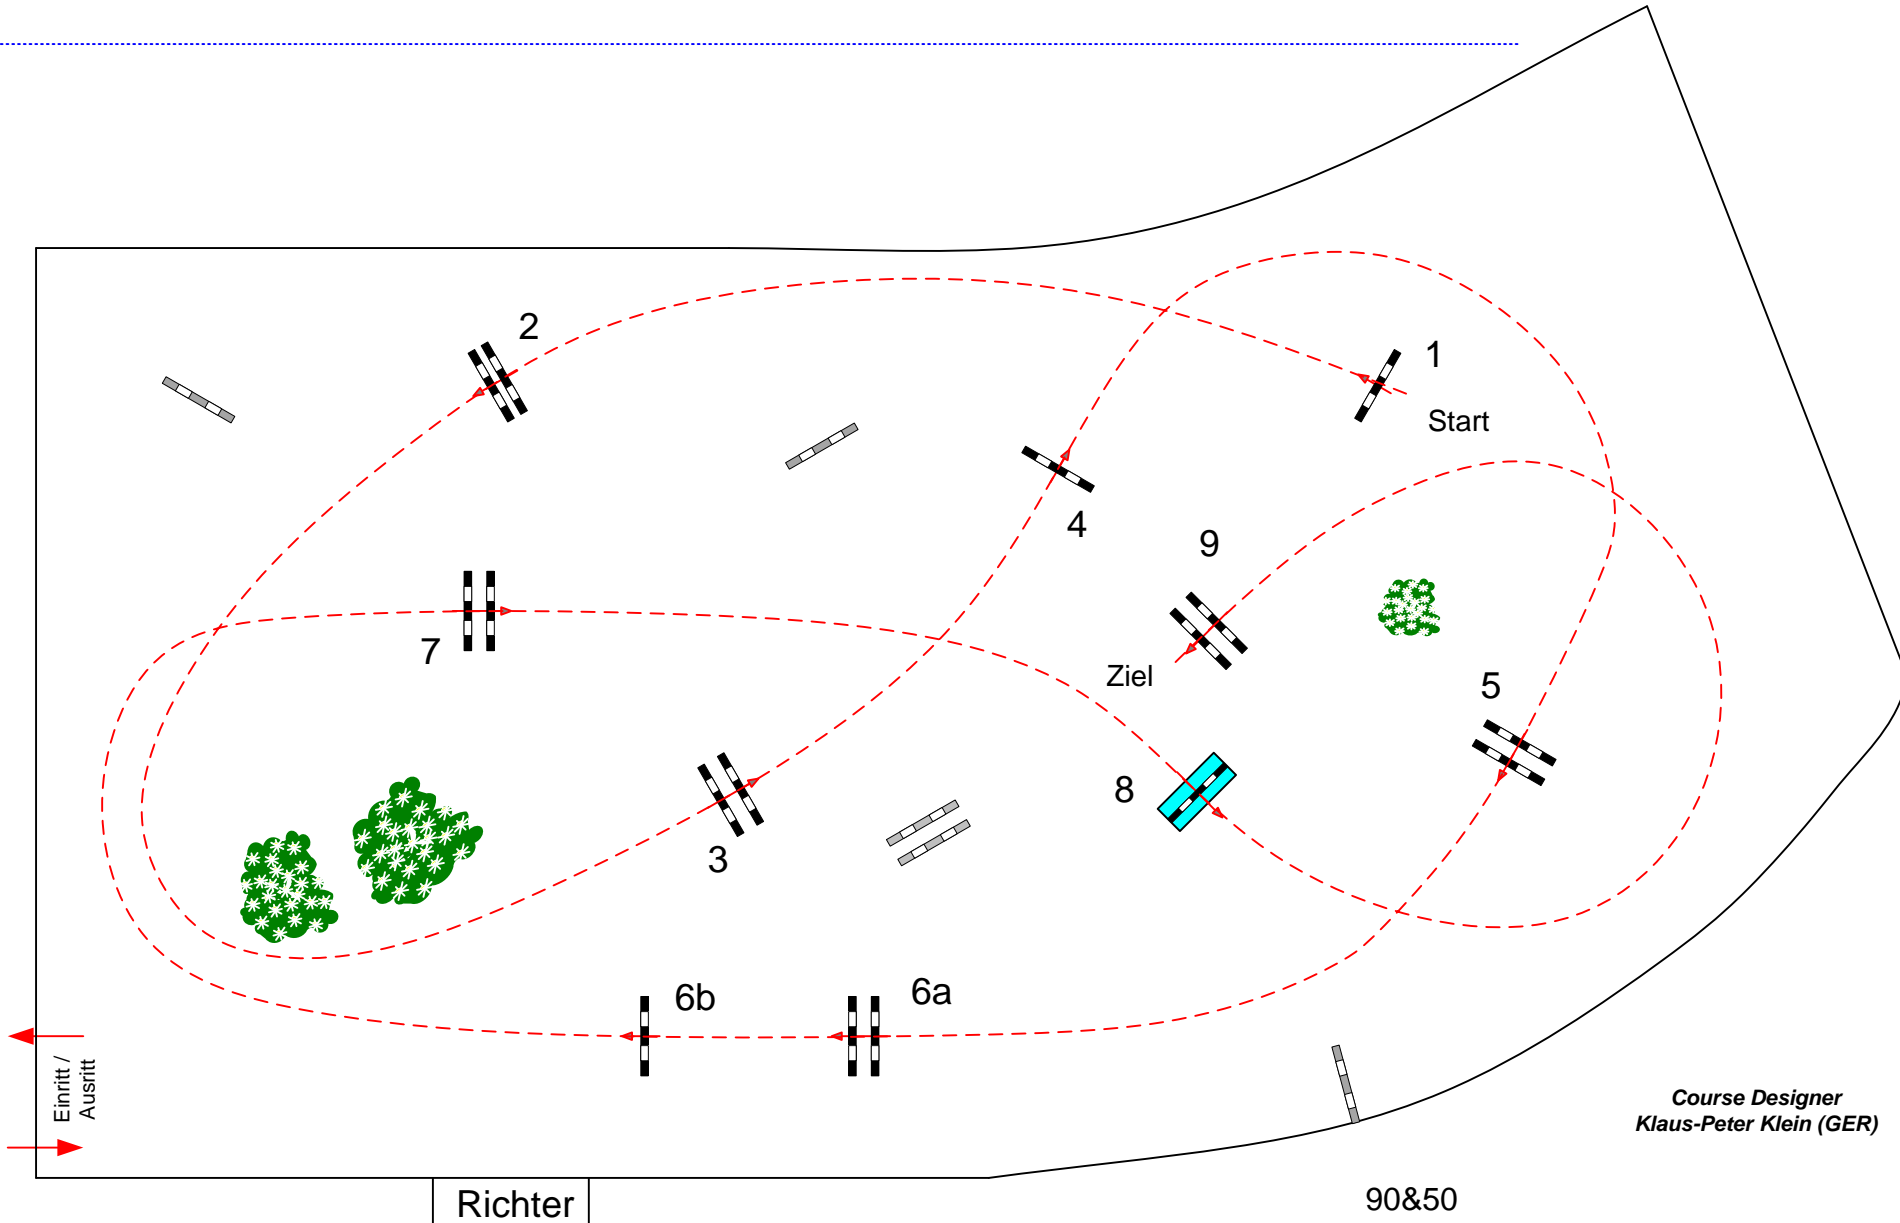 2
1
Start
4
9
7
Ziel
5
8
3
6b
6a
Einritt /
Ausritt
Course Designer
Klaus-Peter Klein (GER)
Richter
90&50